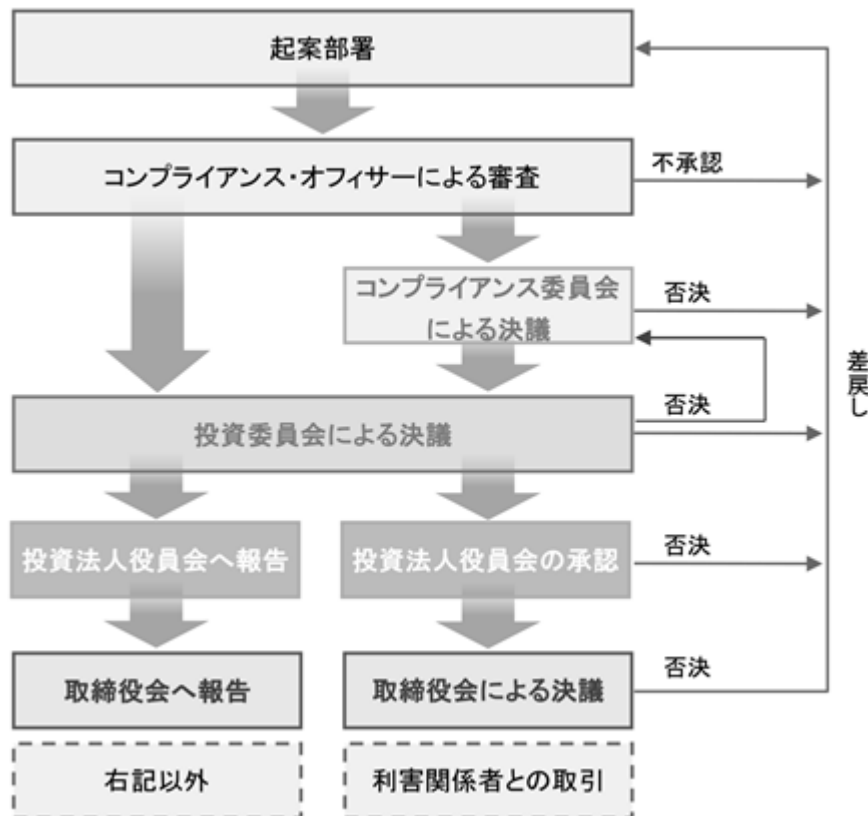 起案部署
コンプライアンス・オフィサーによる審査
不承認
コンプライアンス委員会
による決議
否決
差戻し
投資委員会による決議
否決
投資法人役員会へ報告
投資法人役員会の承認
否決
取締役会へ報告
取締役会による決議
否決
右記以外
利害関係者との取引